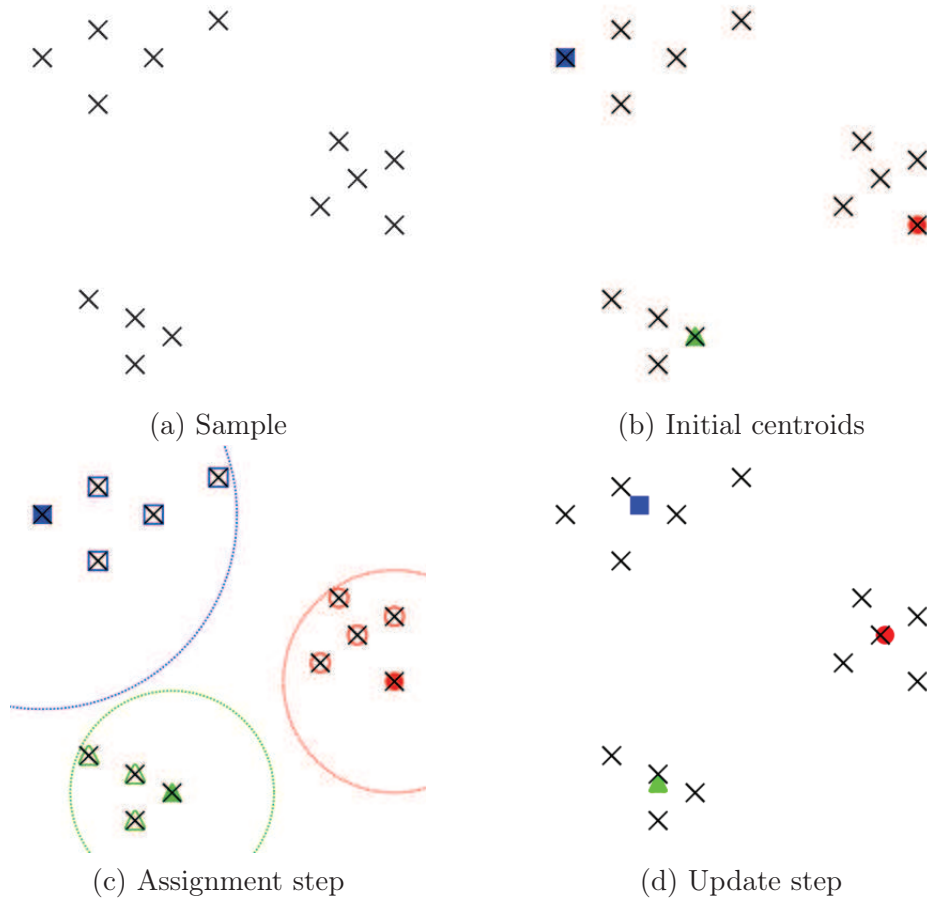 (a) Sample
(b) Initial centroids
(c) Assignment step
(d) Update step